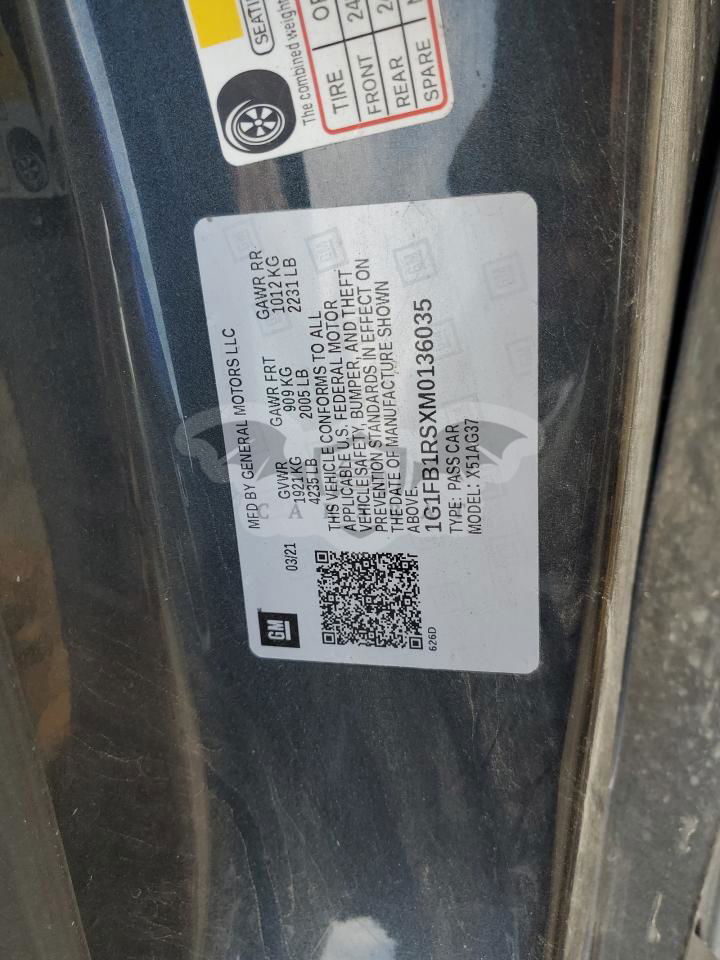 SEATI
The combined weight
TIRE
FRONT 24
REAR
SPARE
MFD BY GENERAL MOTORS LLC
GM
03/21
GVWR GAWR FRT GAWR RR
1921 KG 909 KG 1012 KG
4235 LB 2005 LB 2231 LB
THIS VEHICLE CONFORMS TO ALL
APPLICABLE U.S. FEDERAL MOTOR
VEHICLE SAFETY, BUMPER, AND THEFT
PREVENTION STANDARDS IN EFFECT ON
THE DATE OF MANUFACTURE SHOWN
ABOVE.
1G1FB1RSXM0136035
TYPE: PASS CAR
MODEL: X51AG37
626D